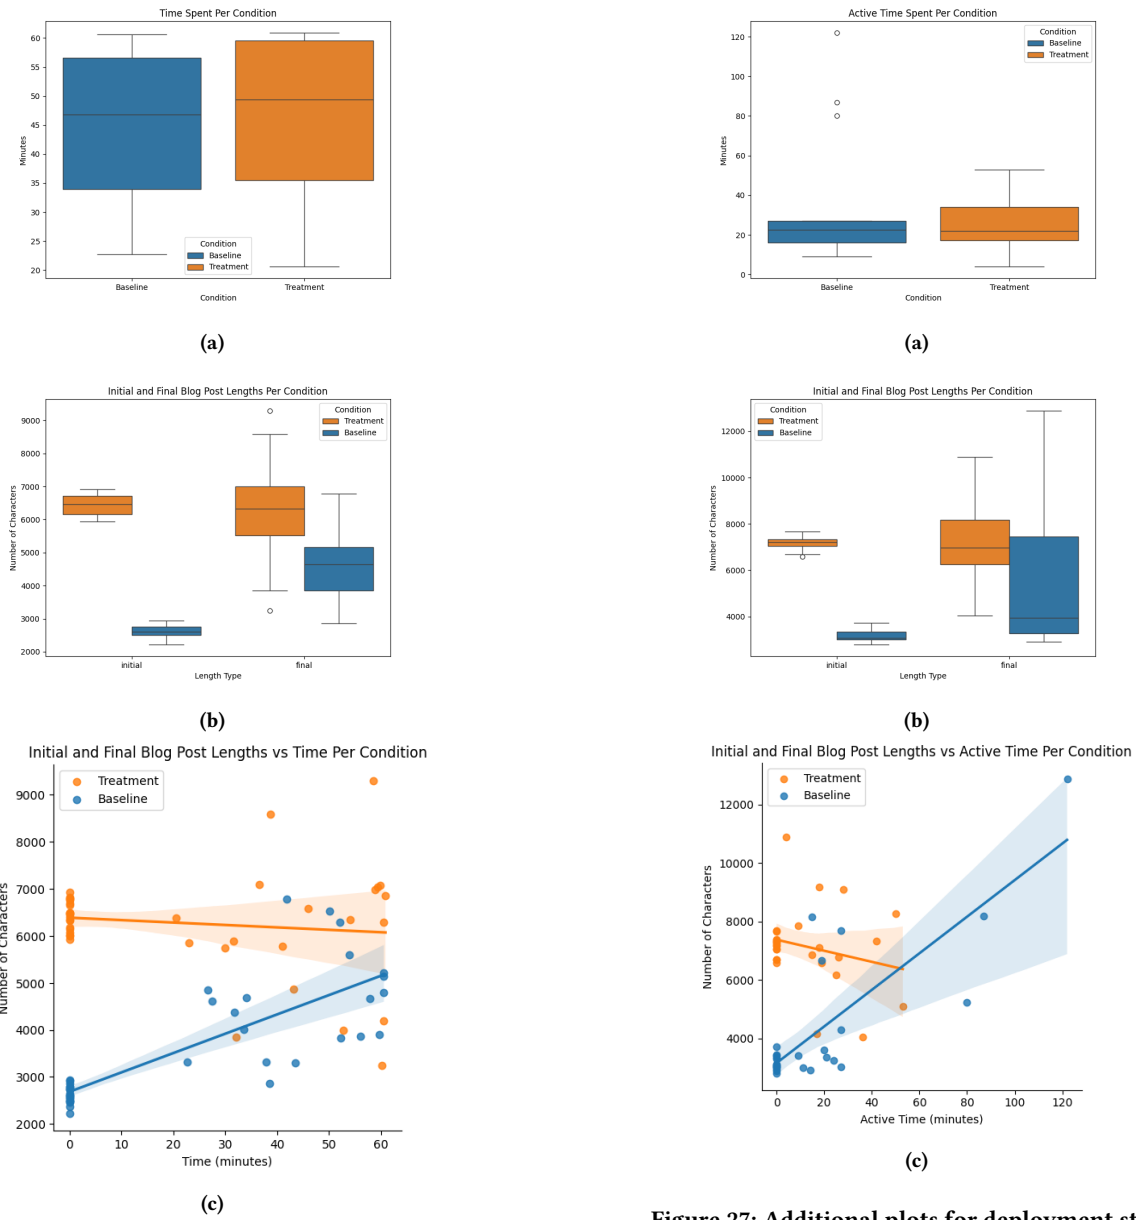 Time Spent Per Condition
Minutes
60
55
50
45
40
35
30
25
20
Condition
Baseline
Treatment
Baseline
Treatment
Condition
(a)
Initial and Final Blog Post Lengths Per Condition
Number of Characters
9000
8000
7000
6000
5000
4000
3000
2000
Condition
Treatment
Baseline
initial
final
Length Type
(b)
Initial and Final Blog Post Lengths vs Time Per Condition
Number of Characters
9000
8000
7000
6000
5000
4000
3000
2000
Treatment
Baseline
0
10
20
30
40
50
60
Time (minutes)
(c)
Active Time Spent Per Condition
Minutes
120
100
80
60
40
20
0
Condition
Baseline
Treatment
Baseline
Treatment
Condition
(a)
Initial and Final Blog Post Lengths Per Condition
Number of Characters
12000
10000
8000
6000
4000
Condition
Treatment
Baseline
initial
final
Length Type
(b)
Initial and Final Blog Post Lengths vs Active Time Per Condition
Number of Characters
12000
10000
8000
6000
4000
Treatment
Baseline
0
20
40
60
80
100
120
Active Time (minutes)
(c)
Figure 27: Additional plots for deployment st